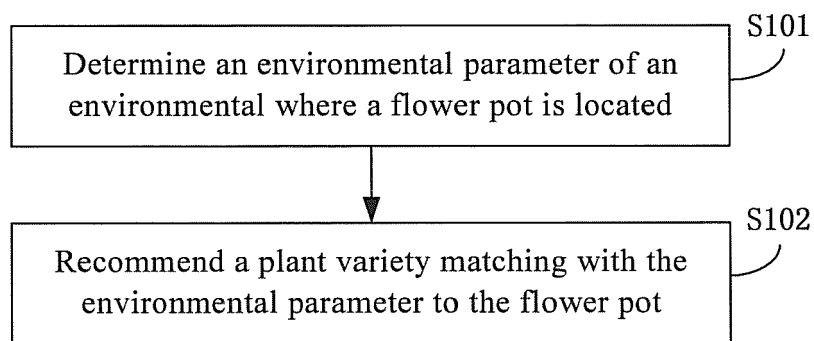 S101
Determine an environmental parameter of an
environmental where a flower pot is located
S102
Recommend a plant variety matching with the
environmental parameter to the flower pot